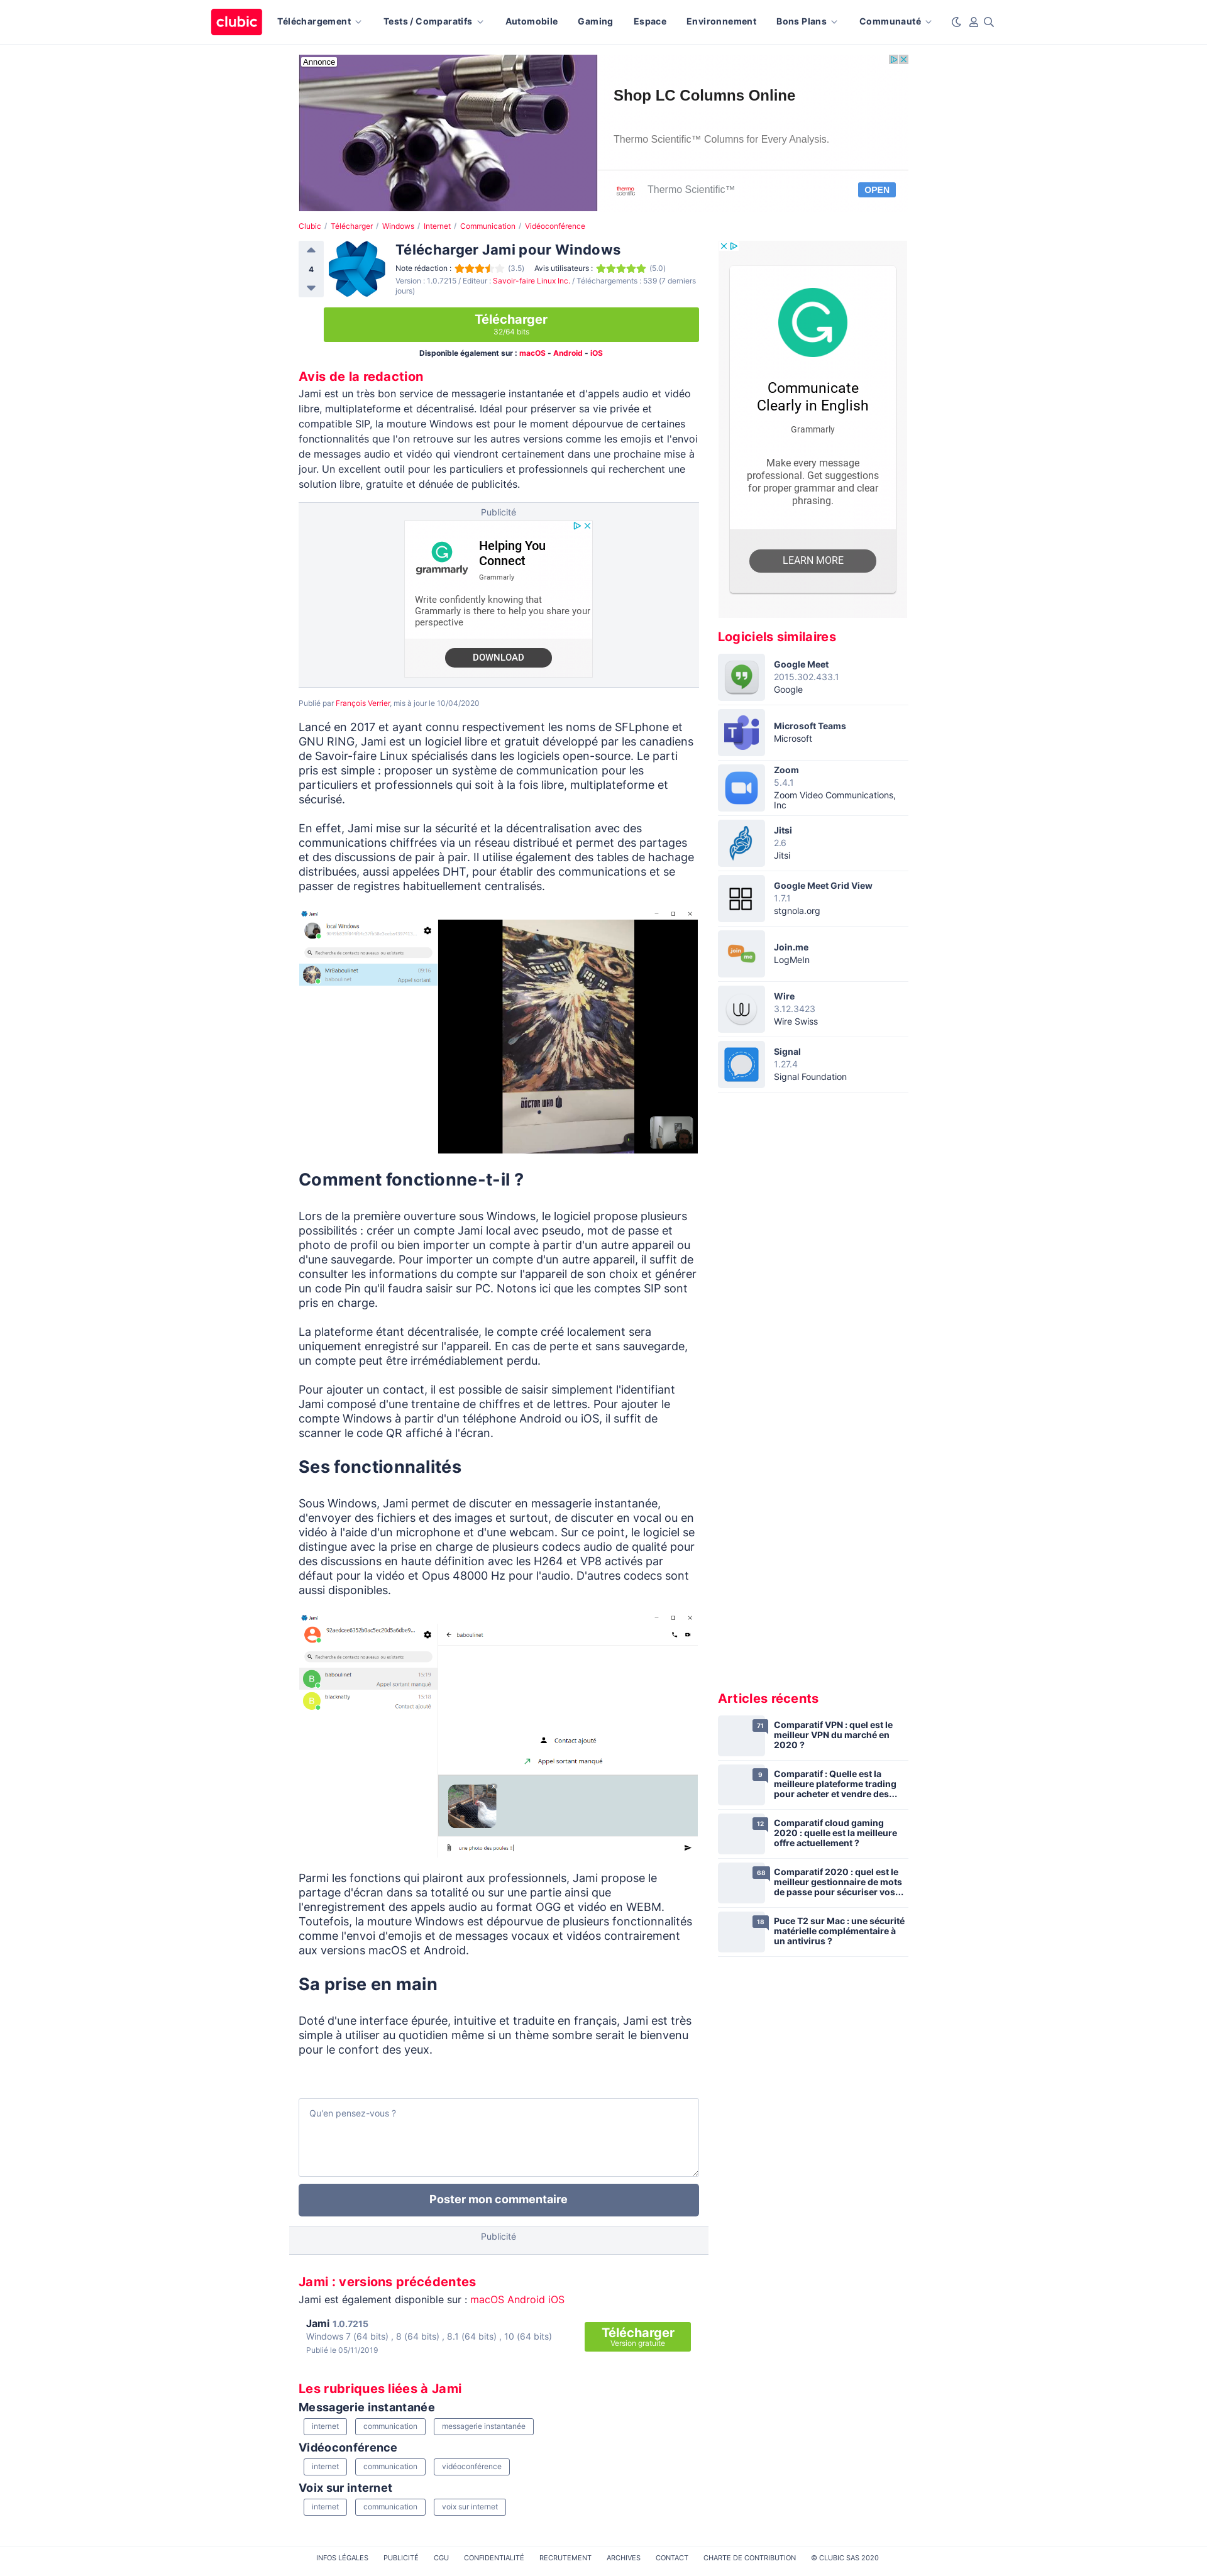 clubic
Téléchargement
Tests / Comparatifs
Automobile
Gaming
Espace
Environnement
Bons Plans
Communauté
Annonce
Shop LC Columns Online
Thermo Scientific™ Columns for Every Analysis.
thermo
scientific
Thermo Scientific™
OPEN
Clubic / Télécharger / Windows / Internet / Communication / Vidéoconférence
4
Télécharger Jami pour Windows
Note rédaction : (3.5) Avis utilisateurs : (5.0)
Version : 1.0.7215 / Editeur : Savoir-faire Linux Inc. / Téléchargements : 539 (7 derniers
jours)
Télécharger
32/64 bits
Disponible également sur : macOS - Android - iOS
Avis de la redaction
Jami est un très bon service de messagerie instantanée et d'appels audio et vidéo
libre, multiplateforme et décentralisé. Idéal pour préserver sa vie privée et
compatible SIP, la mouture Windows est pour le moment dépourvue de certaines
fonctionnalités que l'on retrouve sur les autres versions comme les emojis et l'envoi
de messages audio et vidéo qui viendront certainement dans une prochaine mise à
jour. Un excellent outil pour les particuliers et professionnels qui recherchent une
solution libre, gratuite et dénuée de publicités.
Publicité
grammarly
Helping You
Connect
Grammarly
Write confidently knowing that
Grammarly is there to help you share your
perspective
DOWNLOAD
Publié par François Verrier, mis à jour le 10/04/2020
Lancé en 2017 et ayant connu respectivement les noms de SFLphone et
GNU RING, Jami est un logiciel libre et gratuit développé par les canadiens
de Savoir-faire Linux spécialisés dans les logiciels open-source. Le parti
pris est simple : proposer un système de communication pour les
particuliers et professionnels qui soit à la fois libre, multiplateforme et
sécurisé.
En effet, Jami mise sur la sécurité et la décentralisation avec des
communications chiffrées via un réseau distribué et permet des partages
et des discussions de pair à pair. Il utilise également des tables de hachage
distribuées, aussi appelées DHT, pour établir des communications et se
passer de registres habituellement centralisés.
Jami
local Windows
Recherche de contacts nouveaux ou existants
MrBaboulinet
baboulinet
Appel sortant
DOCTOR WHO
Comment fonctionne-t-il ?
Lors de la première ouverture sous Windows, le logiciel propose plusieurs
possibilités : créer un compte Jami local avec pseudo, mot de passe et
photo de profil ou bien importer un compte à partir d'un autre appareil ou
d'une sauvegarde. Pour importer un compte d'un autre appareil, il suffit de
consulter les informations du compte sur l'appareil de son choix et générer
un code Pin qu'il faudra saisir sur PC. Notons ici que les comptes SIP sont
pris en charge.
La plateforme étant décentralisée, le compte créé localement sera
uniquement enregistré sur l'appareil. En cas de perte et sans sauvegarde,
un compte peut être irrémédiablement perdu.
Pour ajouter un contact, il est possible de saisir simplement l'identifiant
Jami composé d'une trentaine de chiffres et de lettres. Pour ajouter le
compte Windows à partir d'un téléphone Android ou iOS, il suffit de
scanner le code QR affiché à l'écran.
Ses fonctionnalités
Sous Windows, Jami permet de discuter en messagerie instantanée,
d'envoyer des fichiers et des images et surtout, de discuter en vocal ou en
vidéo à l'aide d'un microphone et d'une webcam. Sur ce point, le logiciel se
distingue avec la prise en charge de plusieurs codecs audio de qualité pour
des discussions en haute définition avec les H264 et VP8 activés par
défaut pour la vidéo et Opus 48000 Hz pour l'audio. D'autres codecs sont
aussi disponibles.
Jami
Recherche de contacts nouveaux ou existants
B
baboulinet
15:19
Appel sortant manqué
B
blacknally
15:18
Contact ajouté
baboulinet
Contact ajouté
Appel sortant manqué
une photo des poules :)
Parmi les fonctions qui plairont aux professionnels, Jami propose le
partage d'écran dans sa totalité ou sur une partie ainsi que
l'enregistrement des appels audio au format OGG et vidéo en WEBM.
Toutefois, la mouture Windows est dépourvue de plusieurs fonctionnalités
comme l'envoi d'emojis et de messages vocaux et vidéos contrairement
aux versions macOS et Android.
Sa prise en main
Doté d'une interface épurée, intuitive et traduite en français, Jami est très
simple à utiliser au quotidien même si un thème sombre serait le bienvenu
pour le confort des yeux.
Qu'en pensez-vous ?
Poster mon commentaire
Publicité
Jami : versions précédentes
Jami est également disponible sur : macOS Android iOS
Jami 1.0.7215
Windows 7 (64 bits) , 8 (64 bits) , 8.1 (64 bits) , 10 (64 bits)
Publié le 05/11/2019
Télécharger
Version gratuite
Les rubriques liées à Jami
Messagerie instantanée
internet
communication
messagerie instantanée
Vidéoconférence
internet
communication
vidéoconférence
Voix sur internet
internet
communication
voix sur internet
Communicate
Clearly in English
Grammarly
Make every message
professional. Get suggestions
for proper grammar and clear
phrasing.
LEARN MORE
Logiciels similaires
Google Meet
2015.302.433.1
Google
Microsoft Teams
Microsoft
Zoom
5.4.1
Zoom Video Communications,
Inc
Jitsi
2.6
Jitsi
Google Meet Grid View
1.7.1
stgnola.org
join
me
Join.me
LogMeIn
Wire
3.12.3423
Wire Swiss
Signal
1.27.4
Signal Foundation
Articles récents
71
Comparatif VPN : quel est le
meilleur VPN du marché en
2020 ?
9
Comparatif : Quelle est la
meilleure plateforme trading
pour acheter et vendre des...
12
Comparatif cloud gaming
2020 : quelle est la meilleure
offre actuellement ?
68
Comparatif 2020 : quel est le
meilleur gestionnaire de mots
de passe pour sécuriser vos...
18
Puce T2 sur Mac : une sécurité
matérielle complémentaire à
un antivirus ?
INFOS LÉGALES
PUBLICITÉ
CGU
CONFIDENTIALITÉ
RECRUTEMENT
ARCHIVES
CONTACT
CHARTE DE CONTRIBUTION
© CLUBIC SAS 2020